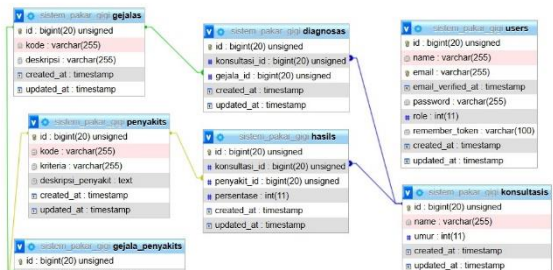 sistem_pakar_gigi gejalas
id : bigint(20) unsigned
kode : varchar(255)
deskripsi : varchar(255)
created_at : timestamp
updated_at : timestamp
sistem_pakar_gigi penyakits
id : bigint(20) unsigned
kode : varchar(255)
kriteria : varchar(255)
deskripsi_penyakit : text
created_at : timestamp
updated_at : timestamp
sistem_pakar_gigi gejala_penyakits
id : bigint(20) unsigned
sistem_pakar_gigi diagnosas
id : bigint(20) unsigned
konsultasi_id : bigint(20) unsigned
gejala_id : bigint(20) unsigned
created_at : timestamp
updated_at : timestamp
sistem_pakar_gigi hasils
id : bigint(20) unsigned
konsultasi_id : bigint(20) unsigned
penyakit_id : bigint(20) unsigned
persentase : int(11)
created_at : timestamp
updated_at : timestamp
sistem_pakar_gigi users
id : bigint(20) unsigned
name : varchar(255)
email : varchar(255)
email_verified_at : timestamp
password : varchar(255)
role : int(11)
remember_token : varchar(100)
created_at : timestamp
updated_at : timestamp
sistem_pakar_gigi konsultasis
id : bigint(20) unsigned
name : varchar(255)
umur : int(11)
created_at : timestamp
updated_at : timestamp